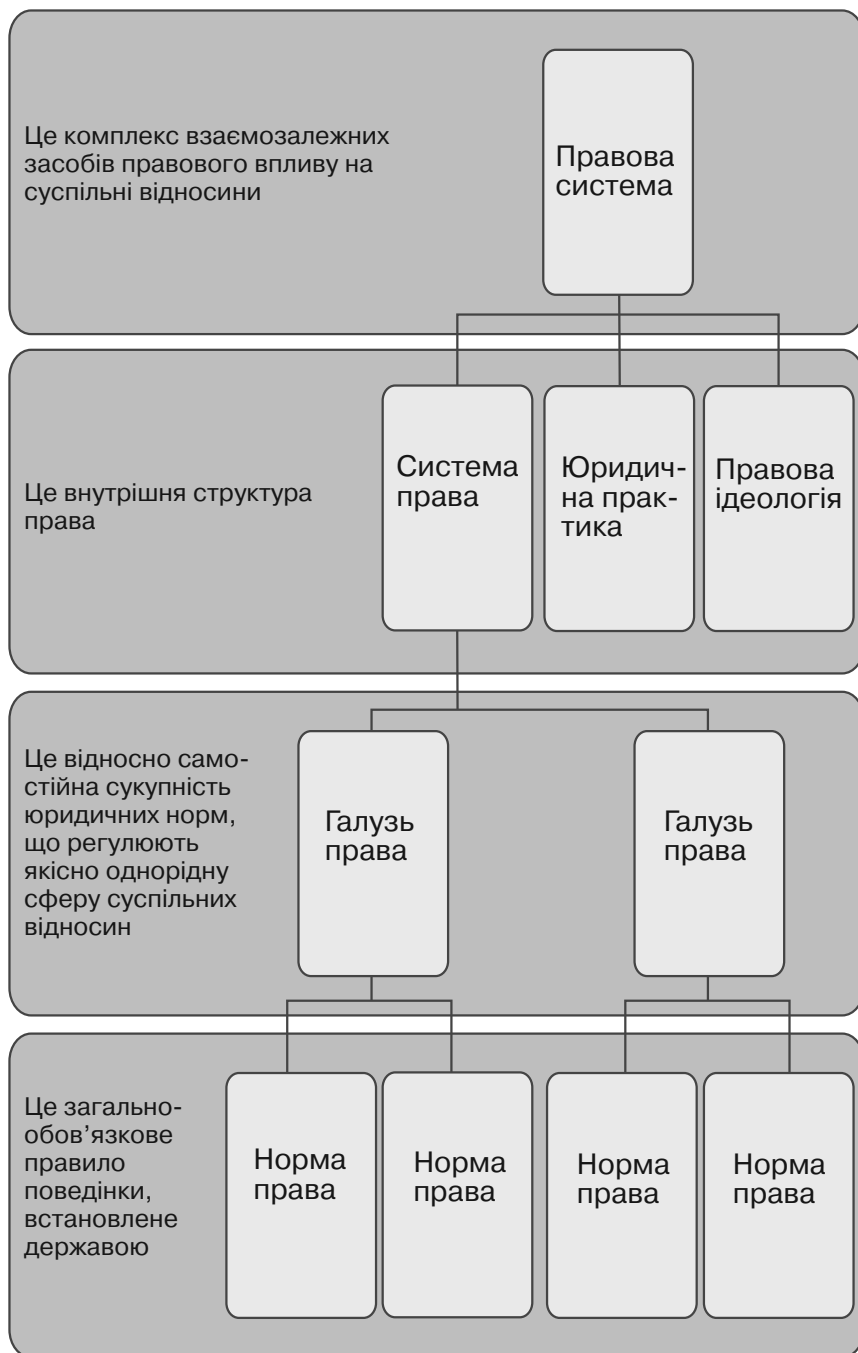 Це комплекс взаємозалежних
засобів правового впливу на
суспільні відносини
Правова
система
Це внутрішня структура
права
Система
права
Юридич-
на прак-
тика
Правова
ідеологія
Це відносно само-
стійна сукупність
юридичних норм,
що регулюють
якісно однорідну
сферу суспільних
відносин
Галузь
права
Галузь
права
Це загально-
обов’язкове
правило
поведінки,
встановлене
державою
Норма
права
Норма
права
Норма
права
Норма
права